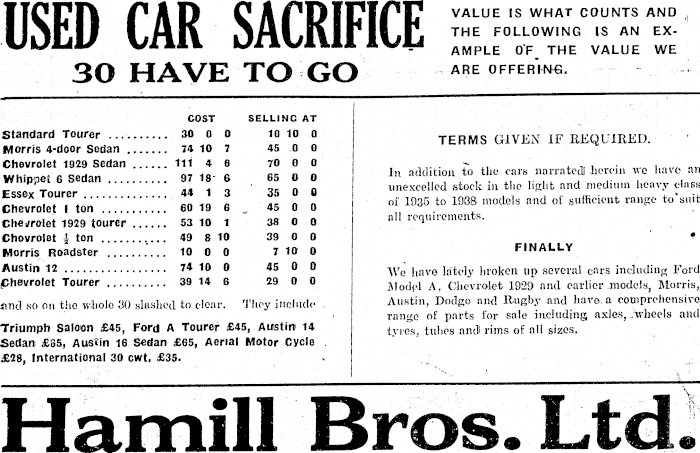 USED CAR SACRIFICE
30 HAVE TO GO
VALUE IS WHAT COUNTS AND
THE FOLLOWING IS AN EX-
AMPLE OF THE VALUE WE
ARE OFFERING.
COST SELLING AT
Standard Tourer .......... 30 0 0 10 10 0
Morris 4-door Sedan ....... 74 10 7 45 0 0
Chevrolet 1929 Sedan ...... 111 4 6 70 0 0
Whippet 6 Sedan .......... 97 18 6 65 0 0
Essex Tourer .............. 44 1 3 35 0 0
Chevrolet 1 ton ........... 60 19 6 45 0 0
Chevrolet 1929 tourer ...... 53 10 1 38 0 0
Chovrolet ½ ton ........... 49 8 10 39 0 0
Morris Roadster ........... 10 0 0 7 10 0
Austin 12 ................. 74 10 0 45 0 0
Chevrolet Tourer .......... 39 14 6 29 0 0
and so on the whole 30 slashed to clear. They include
Triumph Saloon £45, Ford A Tourer £45, Austin 14
Sedan £85, Austin 16 Sedan £65, Aerial Motor Cycle
£28, International 30 cwt. £35.
TERMS GIVEN IF REQUIRED.
In addition to the cars narrated herein we have an
unexcelled stock in the light and medium heavy class
of 1935 to 1938 models and of sufficient range to suit
all requirements.
FINALLY
We have lately broken up several cars including Ford
Model A, Chevrolet 1929 and earlier models, Morris,
Austin, Dodge and Rugby and have a comprehensive
range of parts for sale including axles, wheels and
tyres, tubes and rims of all sizes.
Hamill Bros. Ltd.